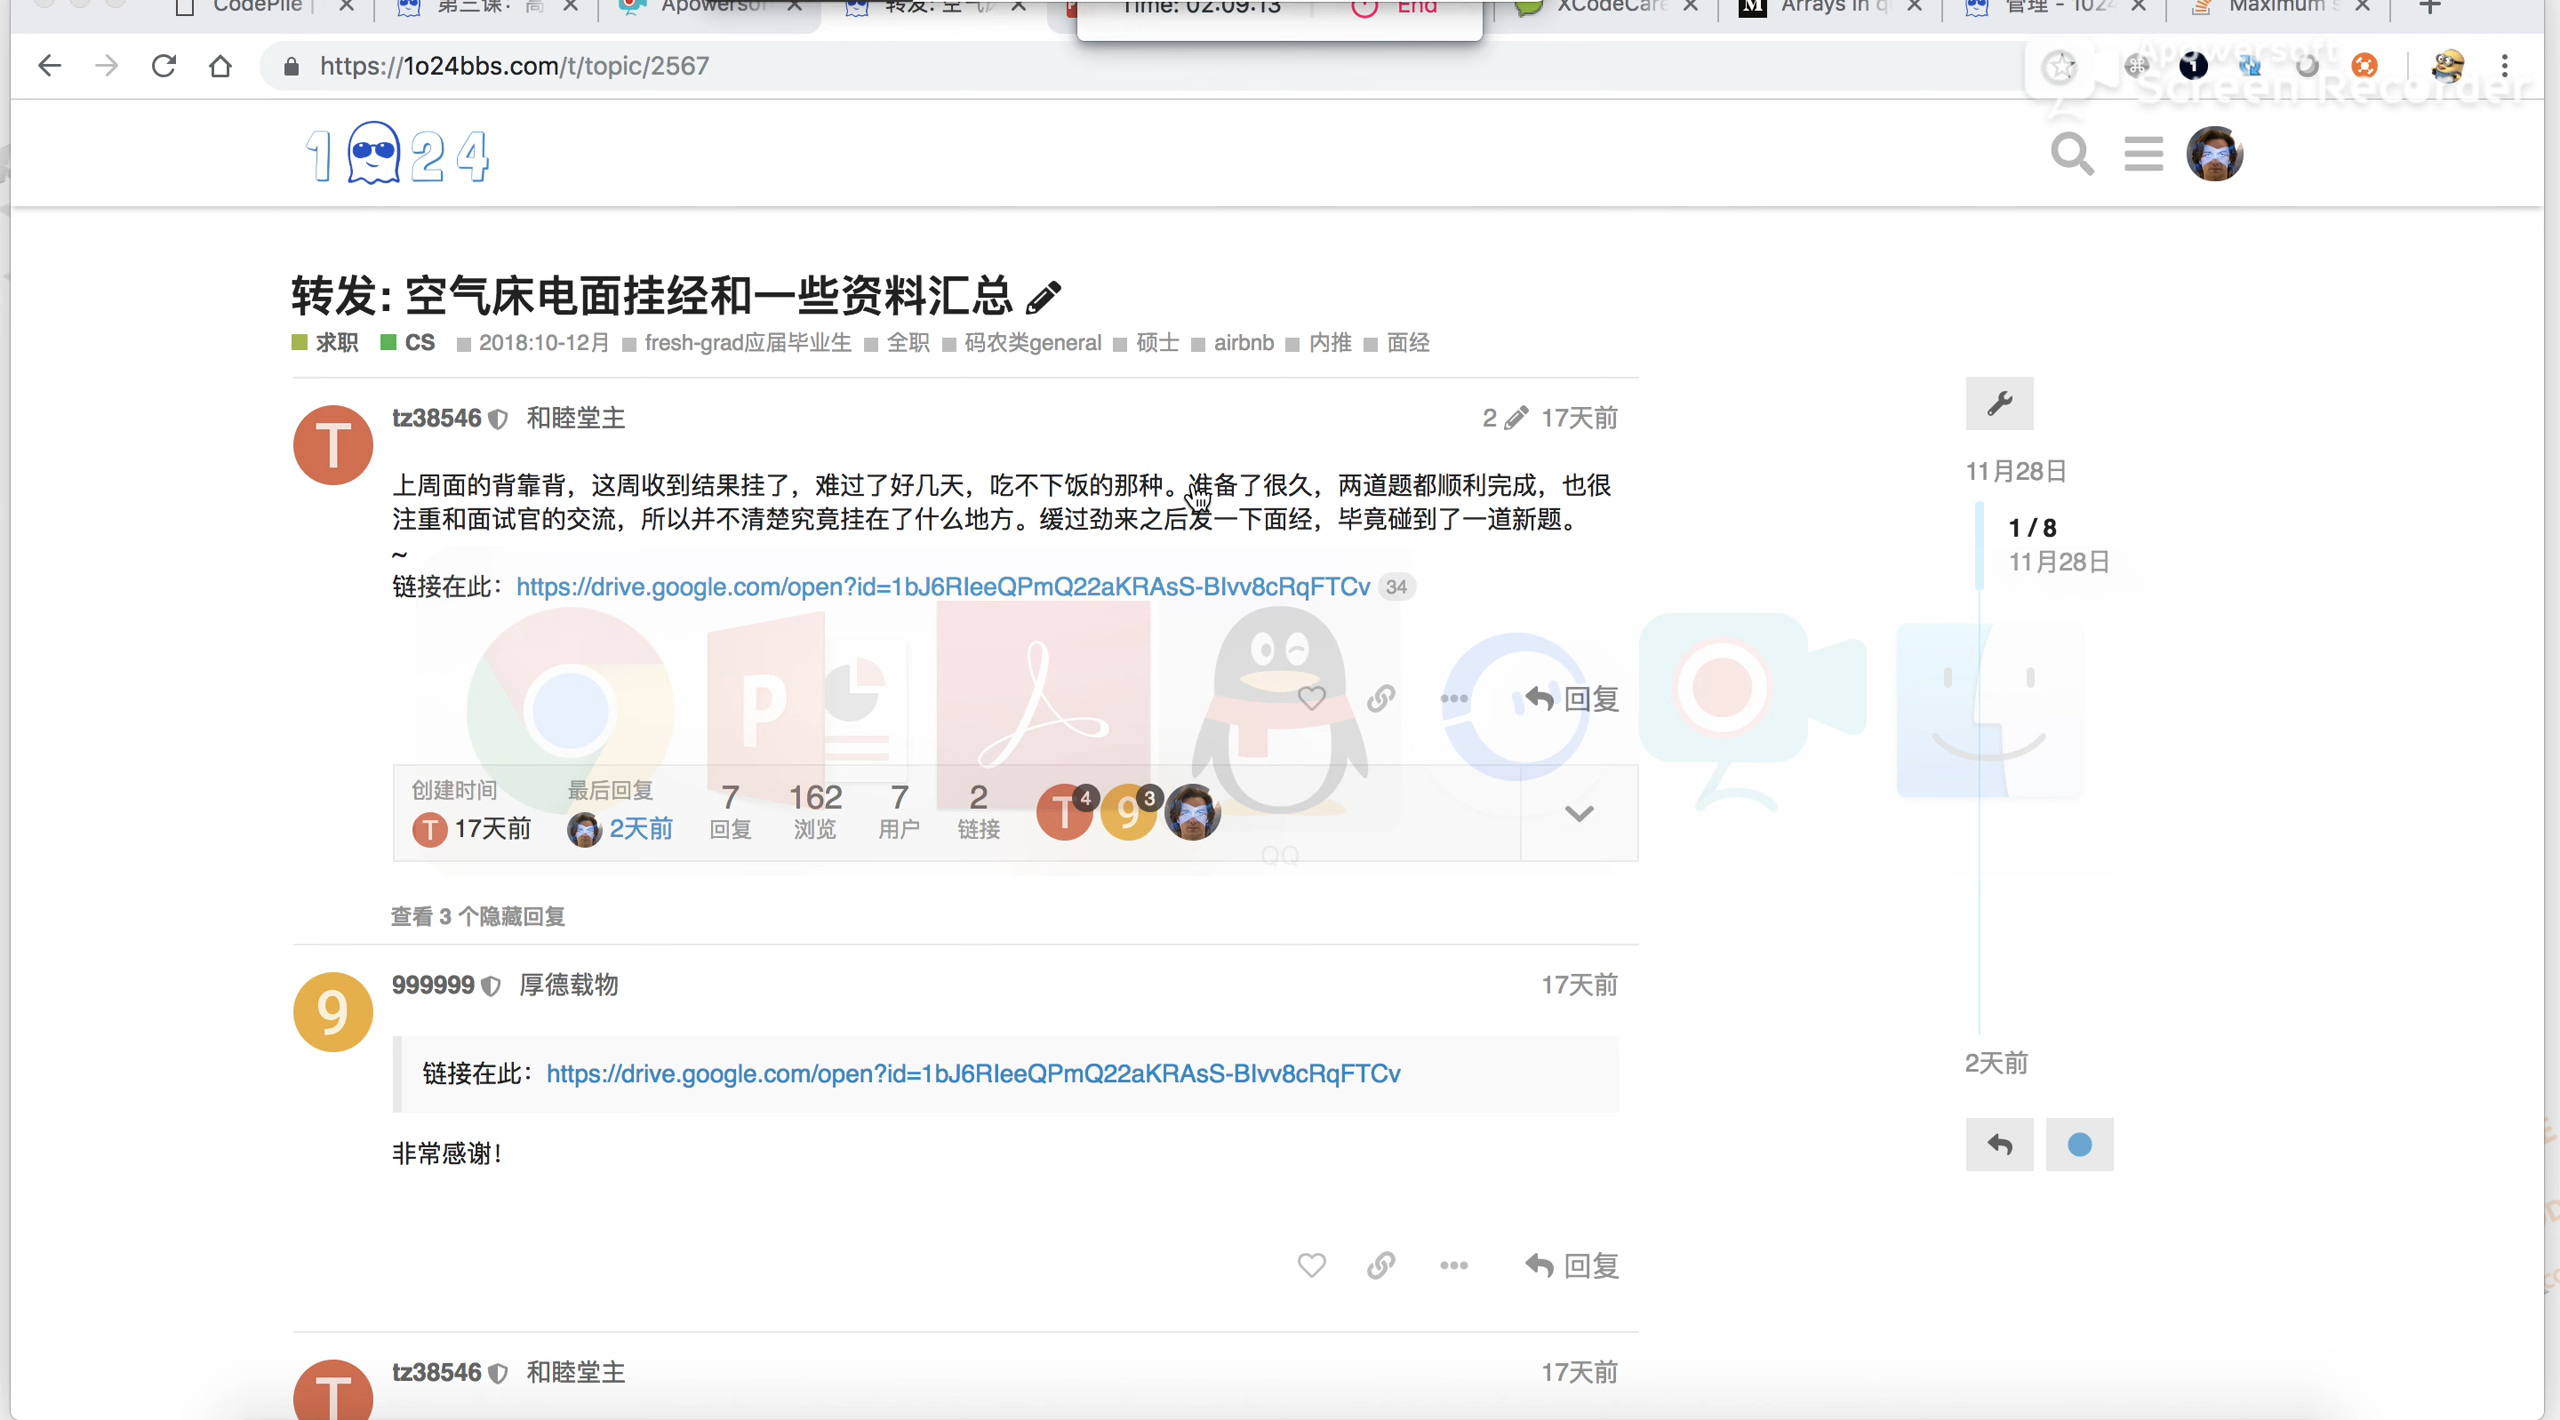 CodePile
第三课：高
Apowersof
转发: 空气
Time: 02:09:13
End
XCodeCare
Arrays in q
管理 - 1024
Maximum s
https://1o24bbs.com/t/topic/2567
Apowersoft
Screen Recorder
1 24
转发: 空气床电面挂经和一些资料汇总
求职 CS 2018:10-12月 fresh-grad应届毕业生 全职 码农类general 硕士 airbnb 内推 面经
tz38546 和睦堂主
2 17天前
上周面的背靠背，这周收到结果挂了，难过了好几天，吃不下饭的那种。准备了很久，两道题都顺利完成，也很
注重和面试官的交流，所以并不清楚究竟挂在了什么地方。缓过劲来之后发一下面经，毕竟碰到了一道新题。
~
链接在此：https://drive.google.com/open?id=1bJ6RIeeQPmQ22aKRAsS-BIvv8cRqFTCv 34
回复
创建时间 最后回复 7 162 7 2
T 17天前 2天前 回复 浏览 用户 链接
T 4 9 3
QQ
查看 3 个隐藏回复
999999 厚德载物
17天前
链接在此：https://drive.google.com/open?id=1bJ6RIeeQPmQ22aKRAsS-BIvv8cRqFTCv
非常感谢！
回复
tz38546 和睦堂主
17天前
11月28日
1 / 8
11月28日
2天前